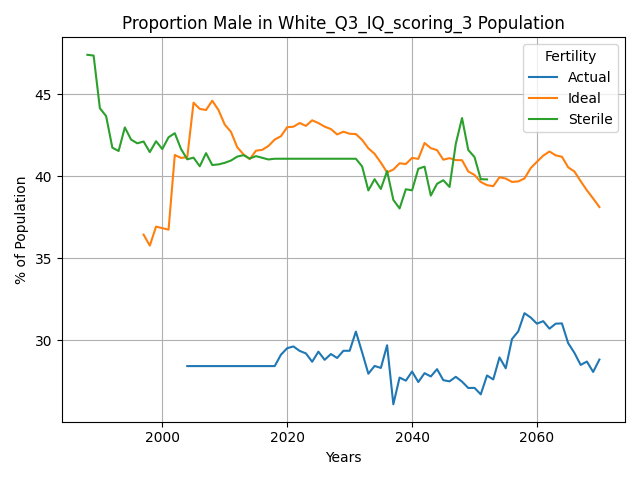 Proportion Male in White_Q3_IQ_scoring_3 Population
Fertility
Actual
Ideal
Sterile
% of Population
45
40
35
30
2000
2020
2040
2060
Years